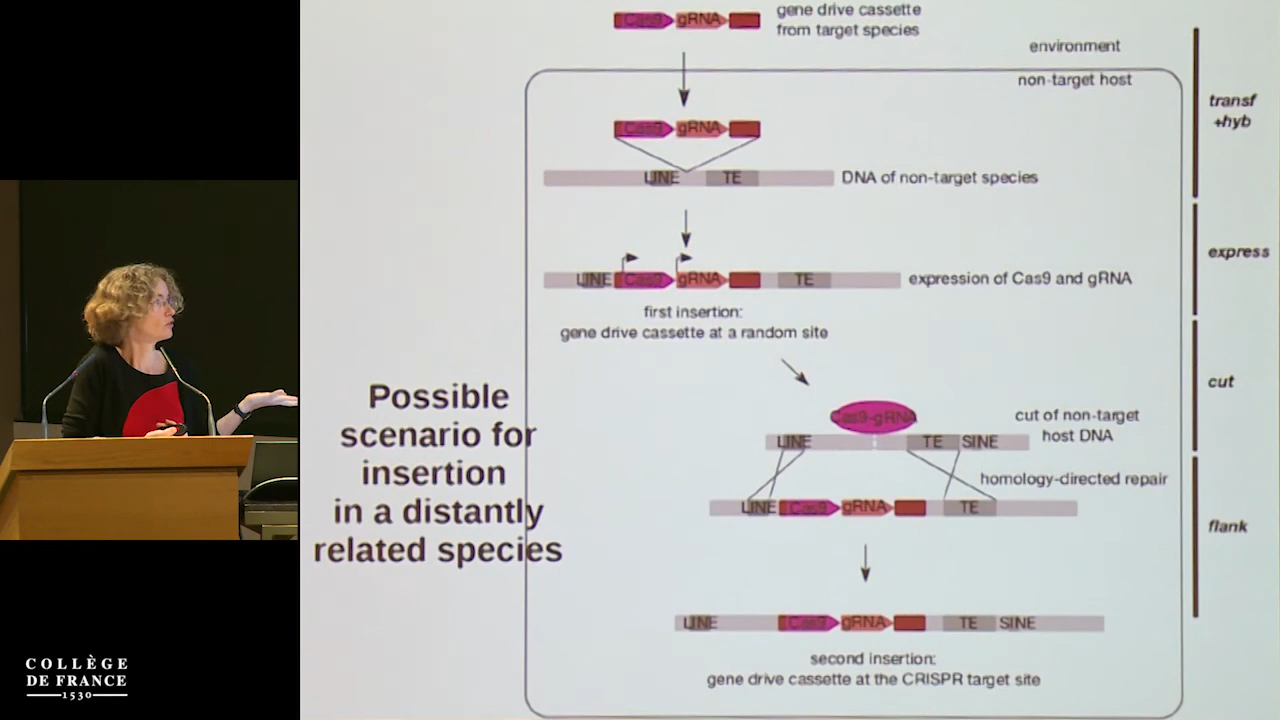 Cas9 gRNA
gene drive cassette
from target species
environment
non-target host
transf
+hyb
Cas9 gRNA
LINE TE
DNA of non-target species
LINE Cas9 gRNA TE
expression of Cas9 and gRNA
express
first insertion:
gene drive cassette at a random site
Possible
scenario for
insertion
in a distantly
related species
Cas9-gRNA
cut of non-target
host DNA
cut
LINE TE SINE
homology-directed repair
LINE Cas9 gRNA TE
flank
LINE Cas9 gRNA TE SINE
second insertion:
gene drive cassette at the CRISPR target site
COLLÈGE
DE FRANCE
1530